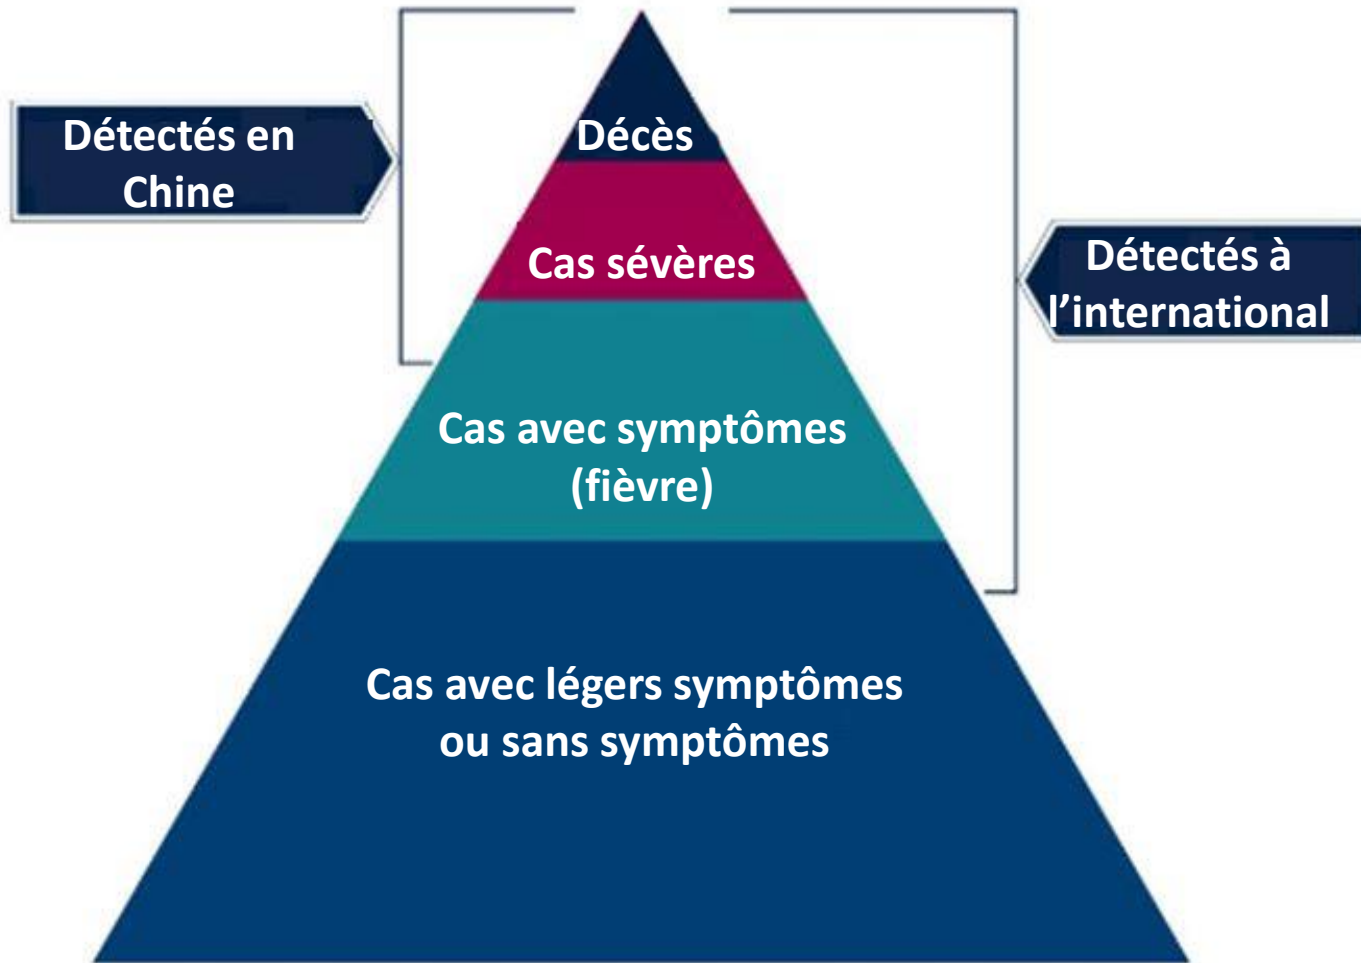 Décès
Détectés en
Chine
Cas sévères
Détectés à
l’international
Cas avec symptômes
(fièvre)
Cas avec légers symptômes
ou sans symptômes